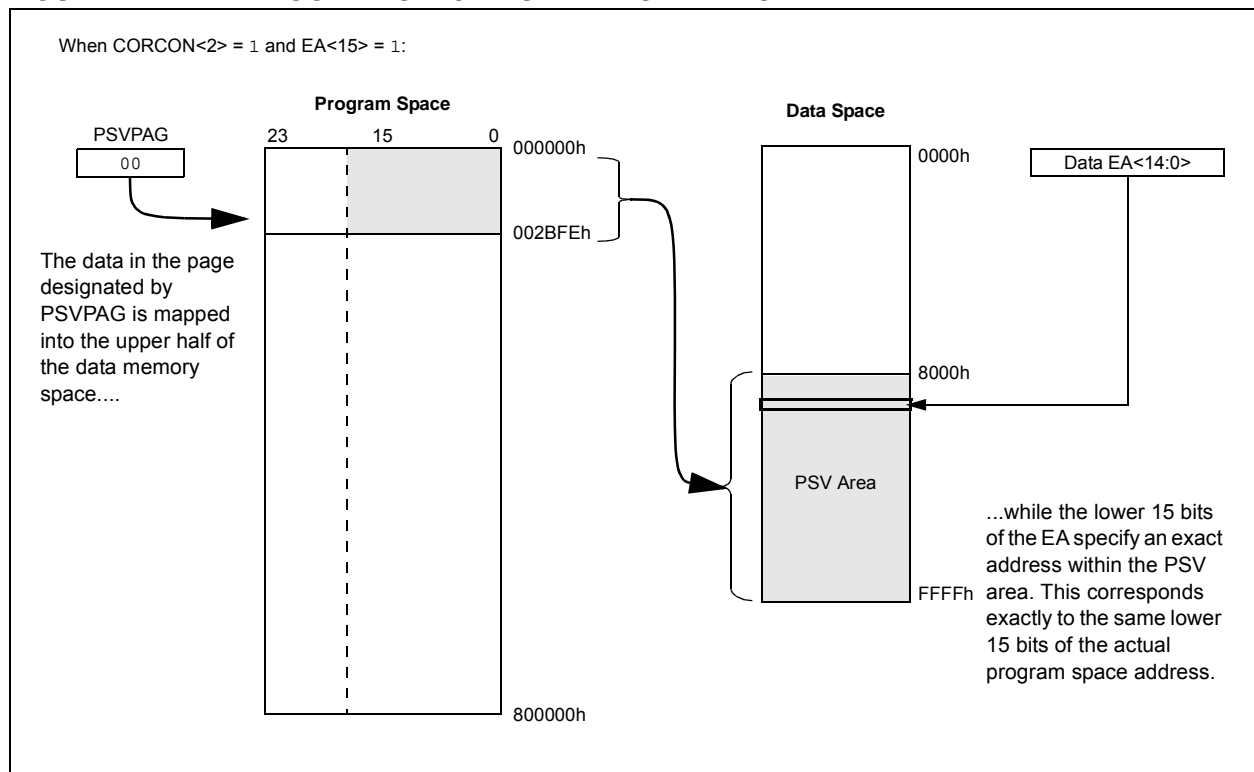 When CORCON<2> = 1 and EA<15> = 1:
Program Space
Data Space
PSVPAG
23
15
0
000000h
0000h
00
Data EA<14:0>
002BFEh
The data in the page
designated by
PSVPAG is mapped
into the upper half of
the data memory
space....
8000h
PSV Area
...while the lower 15 bits
of the EA specify an exact
address within the PSV
area. This corresponds
exactly to the same lower
15 bits of the actual
program space address.
FFFFh
800000h